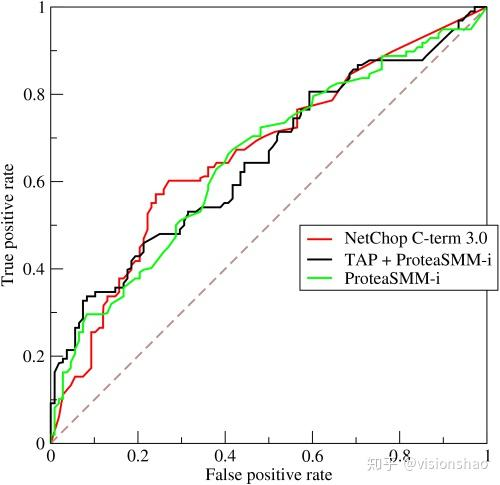 1
0.8
True positive rate
0.6
0.4
0.2
0
NetChop C-term 3.0
TAP + ProteaSMM-i
ProteaSMM-i
0
0.2
0.4
0.6
0.8
1
False positive rate
知乎 @visionshao